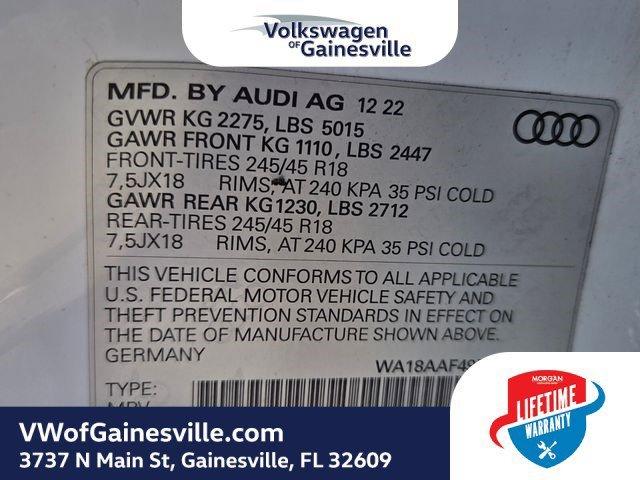 Volkswagen
OF Gainesville
MFD. BY AUDI AG 12 22
GVWR KG 2275, LBS 5015
GAWR FRONT KG 1110, LBS 2447
FRONT-TIRES 245/45 R18
7,5JX18 RIMS, AT 240 KPA 35 PSI COLD
GAWR REAR KG1230, LBS 2712
REAR-TIRES 245/45 R18
7,5JX18 RIMS, AT 240 KPA 35 PSI COLD
THIS VEHICLE CONFORMS TO ALL APPLICABLE
U.S. FEDERAL MOTOR VEHICLE SAFETY AND
THEFT PREVENTION STANDARDS IN EFFECT ON
THE DATE OF MANUFACTURE SHOWN ABOVE.
GERMANY
WA18AAF49
TYPE:
MPV
MORGAN
LIFETIME
WARRANTY
VWofGainesville.com
3737 N Main St, Gainesville, FL 32609